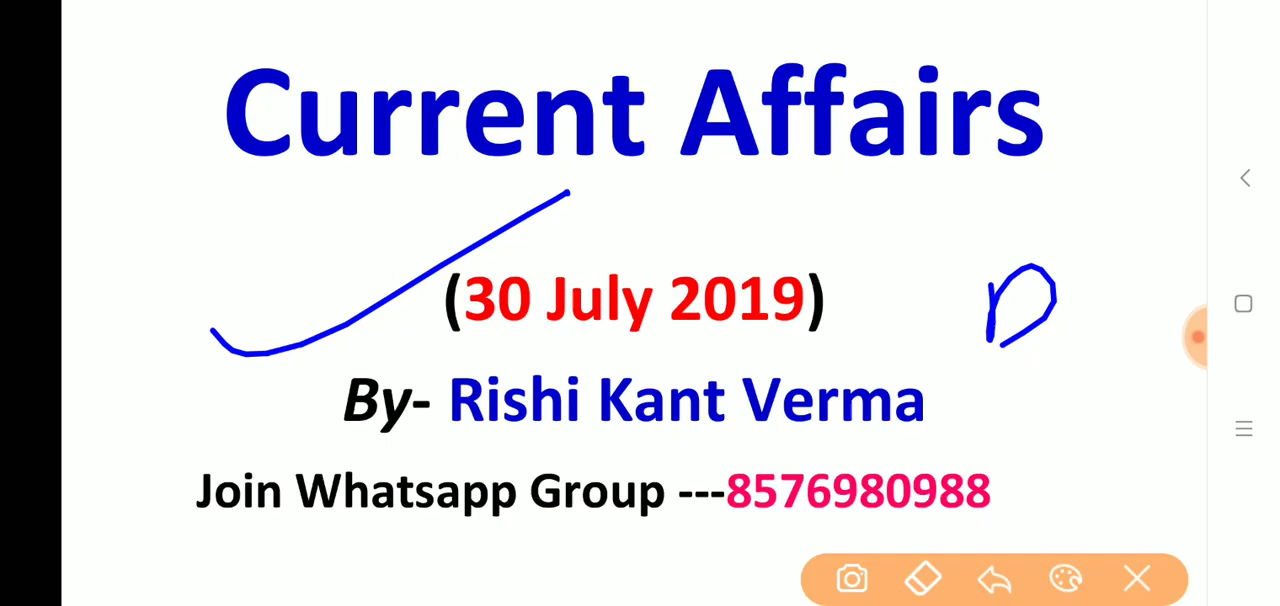 Current Affairs
(30 July 2019)
By- Rishi Kant Verma
Join Whatsapp Group ---8576980988